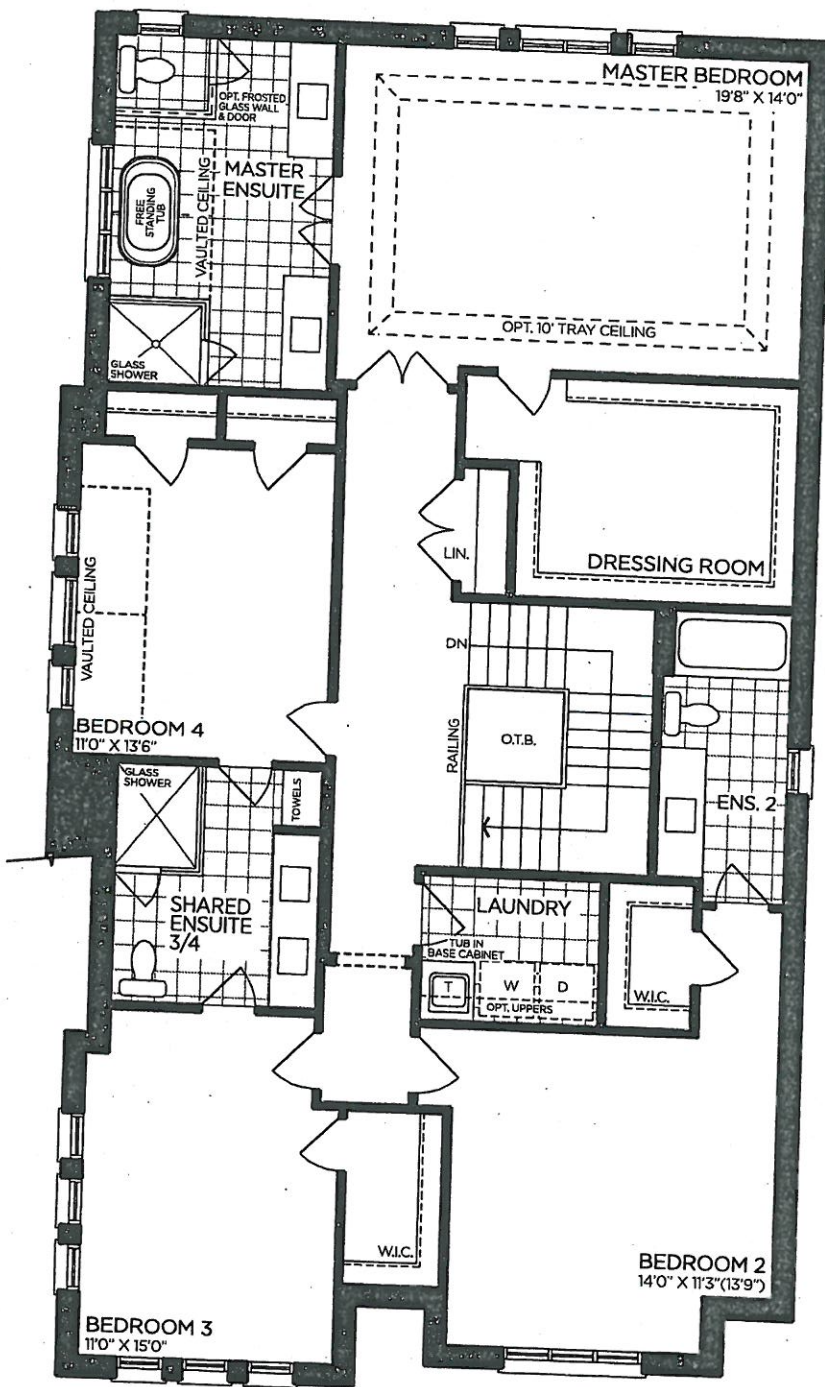 MASTER BEDROOM
19'8" X 14'0"
OPT. FROSTED
GLASS WALL
& DOOR
MASTER
ENSUITE
FREE
STANDING
TUB
VAULTED CEILING
GLASS
SHOWER
OPT. 10' TRAY CEILING
LIN.
DRESSING ROOM
VAULTED CEILING
BEDROOM 4
11'0" X 13'6"
DN
RAILING
O.T.B.
ENS. 2
GLASS
SHOWER
TOWELS
SHARED
ENSUITE
3/4
LAUNDRY
TUB IN
BASE CABINET
T
W
D
OPT. UPPERS
W.I.C.
W.I.C.
BEDROOM 2
14'0" X 11'3"(13'9")
BEDROOM 3
11'0" X 15'0"